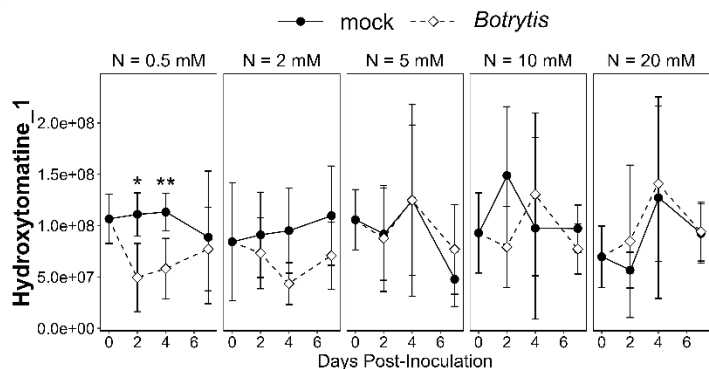 mock Botrytis
N = 0.5 mM N = 2 mM N = 5 mM N = 10 mM N = 20 mM
Hydroxytomatine_1
2.0e+08
1.5e+08
1.0e+08
5.0e+07
0.0e+00
* **
0 2 4 6 0 2 4 6 0 2 4 6 0 2 4 6 0 2 4 6
Days Post-Inoculation